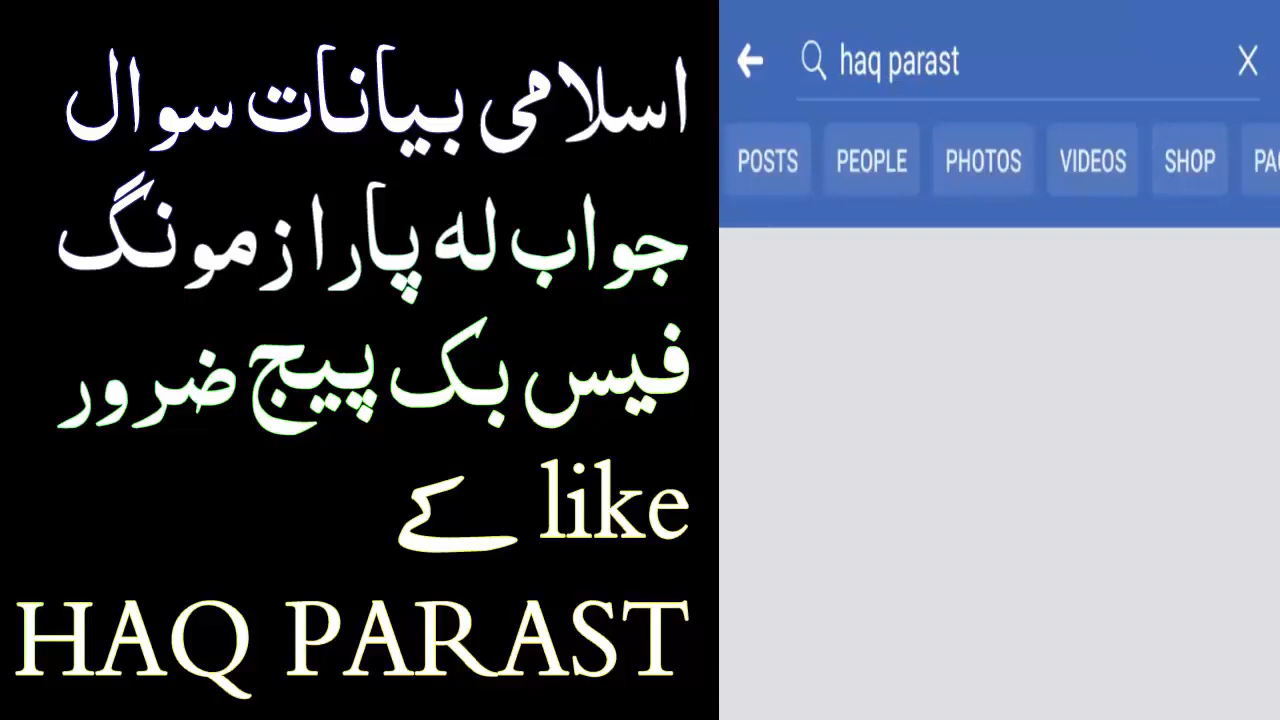 اسلامی بیانات سوال
جواب له پارا زمونگ
فیس بک پیج ضرور
like کے
HAQ PARAST
haq parast
POSTS PEOPLE PHOTOS VIDEOS SHOP